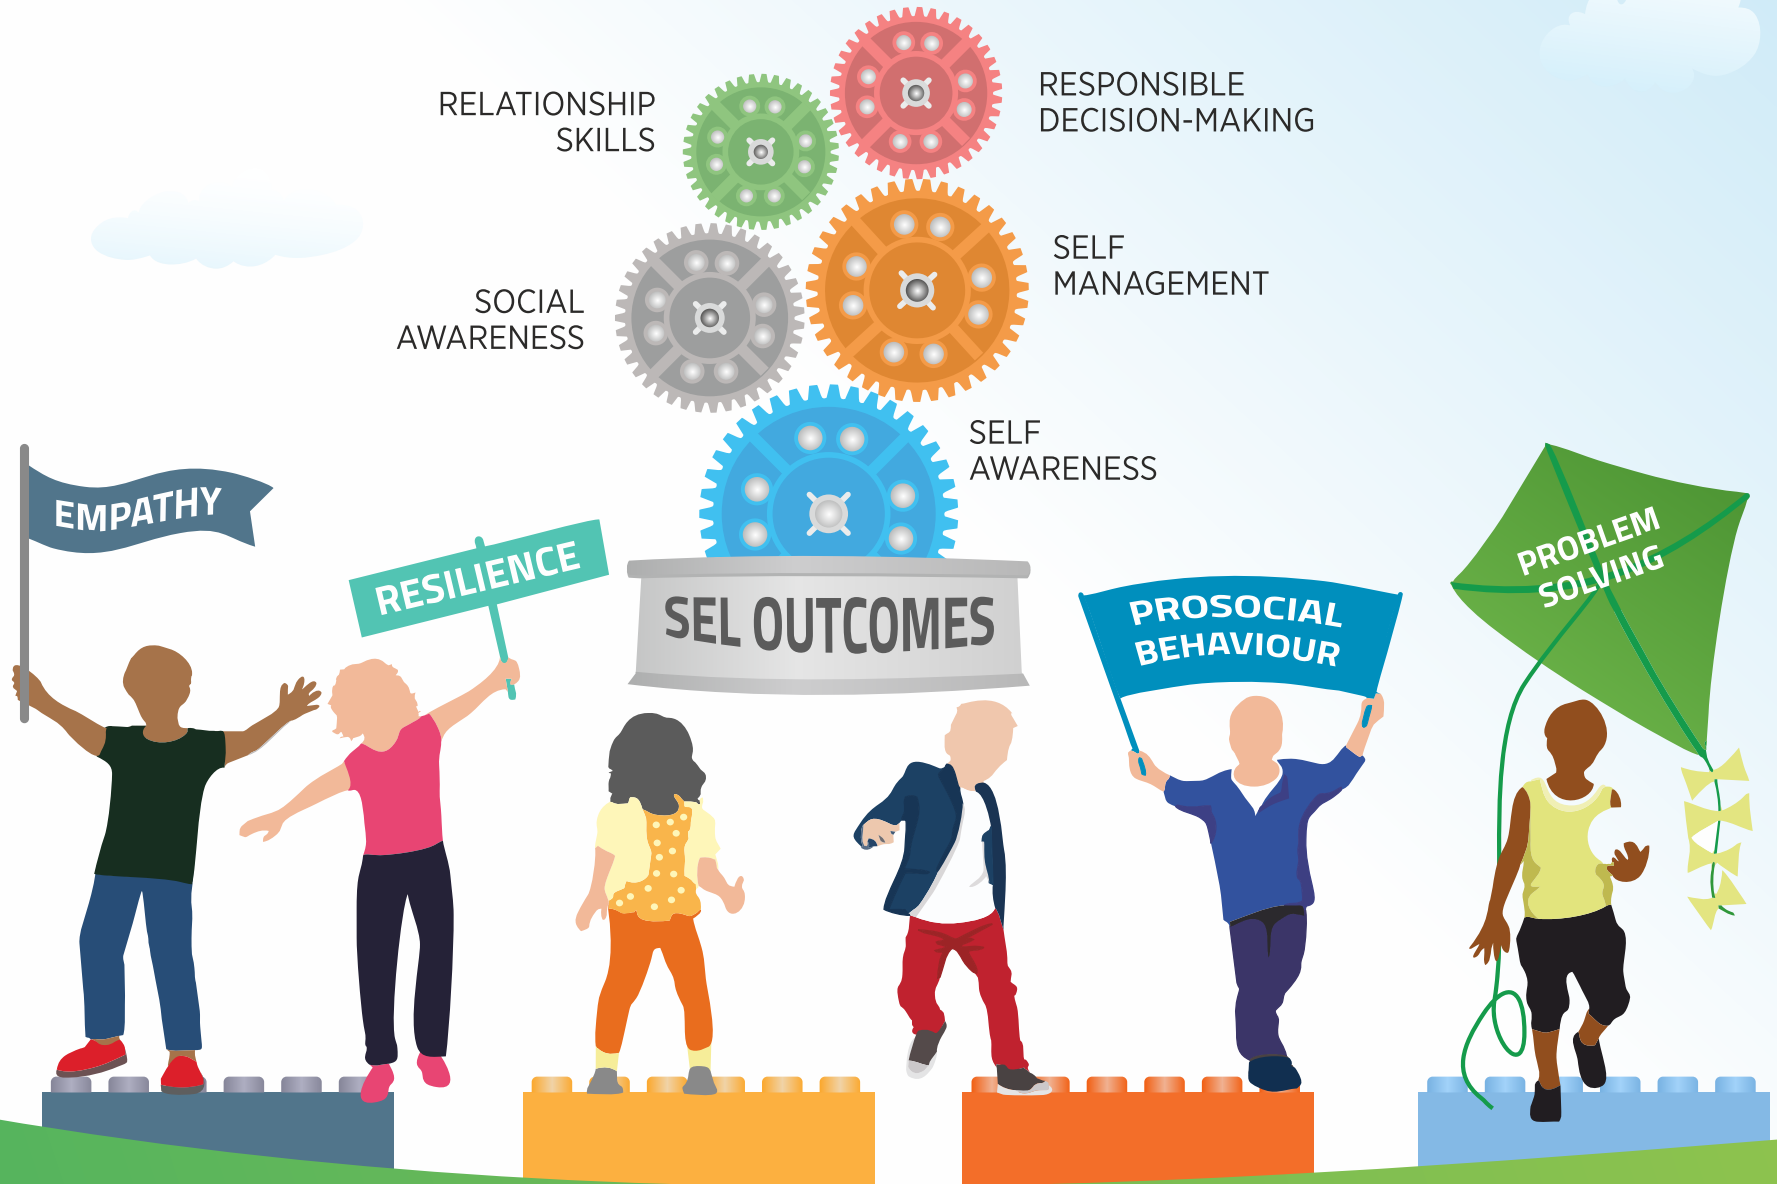 RELATIONSHIP
SKILLS
RESPONSIBLE
DECISION-MAKING
SOCIAL
AWARENESS
SELF
MANAGEMENT
SELF
AWARENESS
EMPATHY
RESILIENCE
SEL OUTCOMES
PROSOCIAL
BEHAVIOUR
PROBLEM
SOLVING